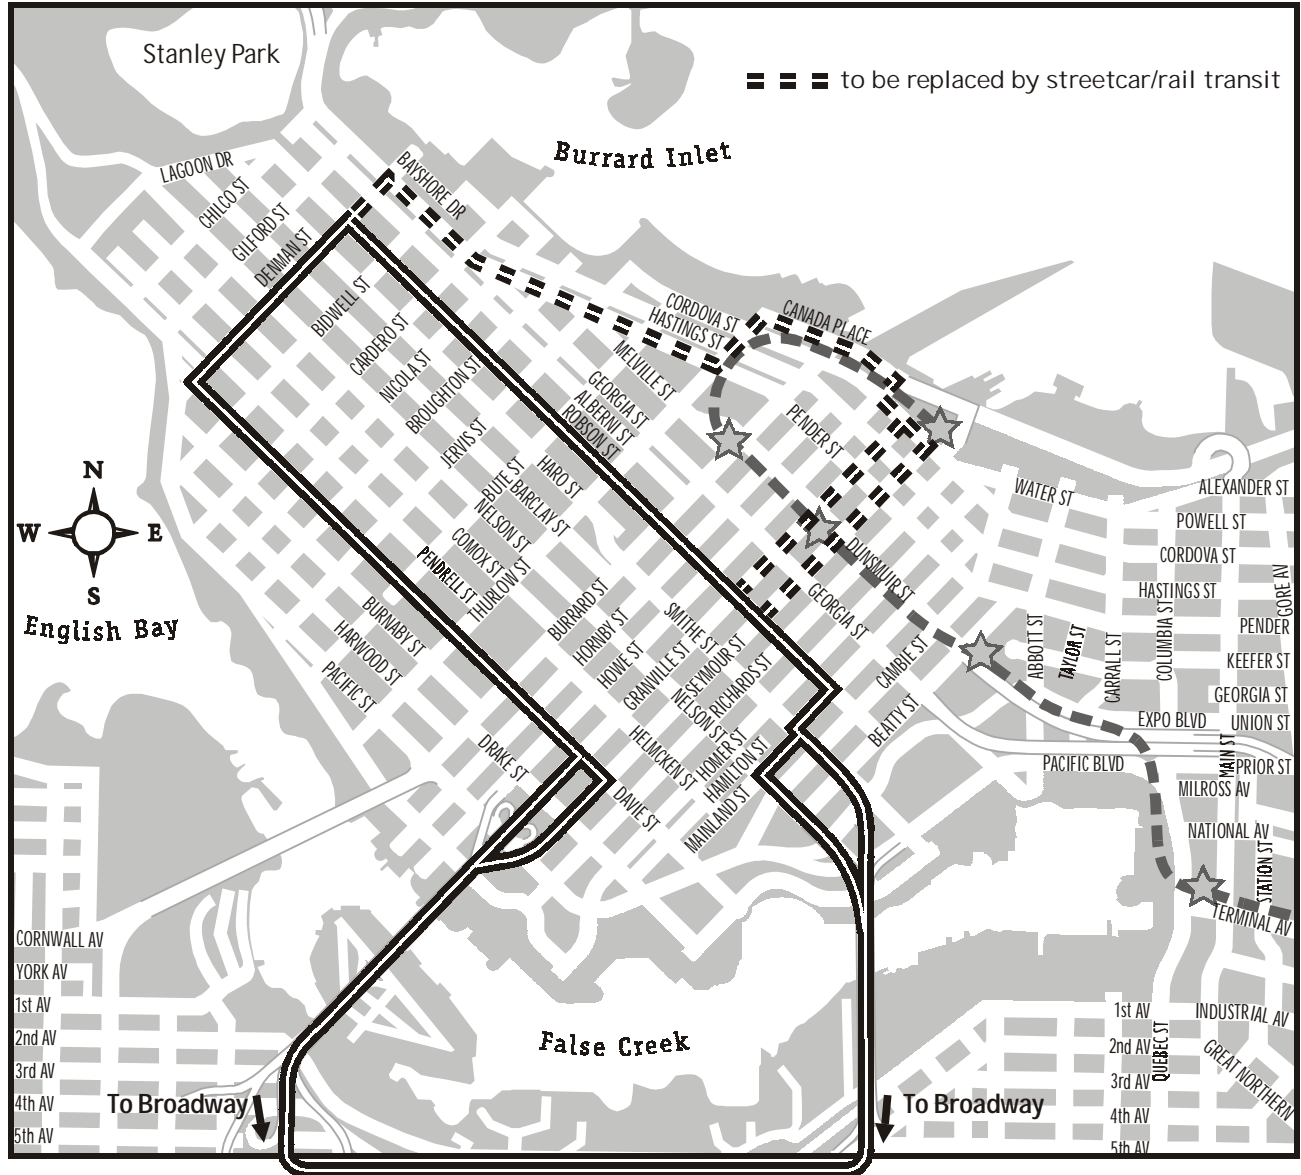 Stanley Park
to be replaced by streetcar/rail transit
Burrard Inlet
LAGOON DR
BAYSHORE DR
CHILCO ST
GILFORD ST
DENMAN ST
BIDWELL ST
CARDERO ST
NICOLA ST
BROUGHTON ST
JERVIS ST
CORDOVA ST
HASTINGS ST
CANADA PLACE
MELVILLE ST
GEORGIA ST
ALBERNI ST
ROBSON ST
PENDER ST
HARO ST
BUTE ST
BARCLAY ST
NELSON ST
COMOX ST
PENDRELL ST
THURLOW ST
N
W
E
S
English Bay
BURNABY ST
HARWOOD ST
PACIFIC ST
BURRARD ST
HORNBY ST
HOWE ST
GRANVILLE ST
SMITHE ST
SEYMOUR ST
RICHARDS ST
NELSON ST
HOMER ST
HAMILTON ST
MAINLAND ST
HELMCKEN ST
DRAKE ST
DAVIE ST
DUNSMUIR ST
GEORGIA ST
CAMBIE ST
BEATTY ST
WATER ST
ALEXANDER ST
POWELL ST
CORDOVA ST
HASTINGS ST
GORE AV
PENDER
KEEFER ST
GEORGIA ST
UNION ST
ABBOTT ST
TAYLOR ST
CARRALL ST
COLUMBIA ST
EXPO BLVD
PACIFIC BLVD
MAIN ST
PRIOR ST
MILROSS AV
NATIONAL AV
STATION ST
TERMINAL AV
CORNWALL AV
YORK AV
1st AV
2nd AV
3rd AV
4th AV
5th AV
To Broadway
False Creek
To Broadway
1st AV
2nd AV
3rd AV
4th AV
5th AV
QUEBEC ST
INDUSTRIAL AV
GREAT NORTHERN